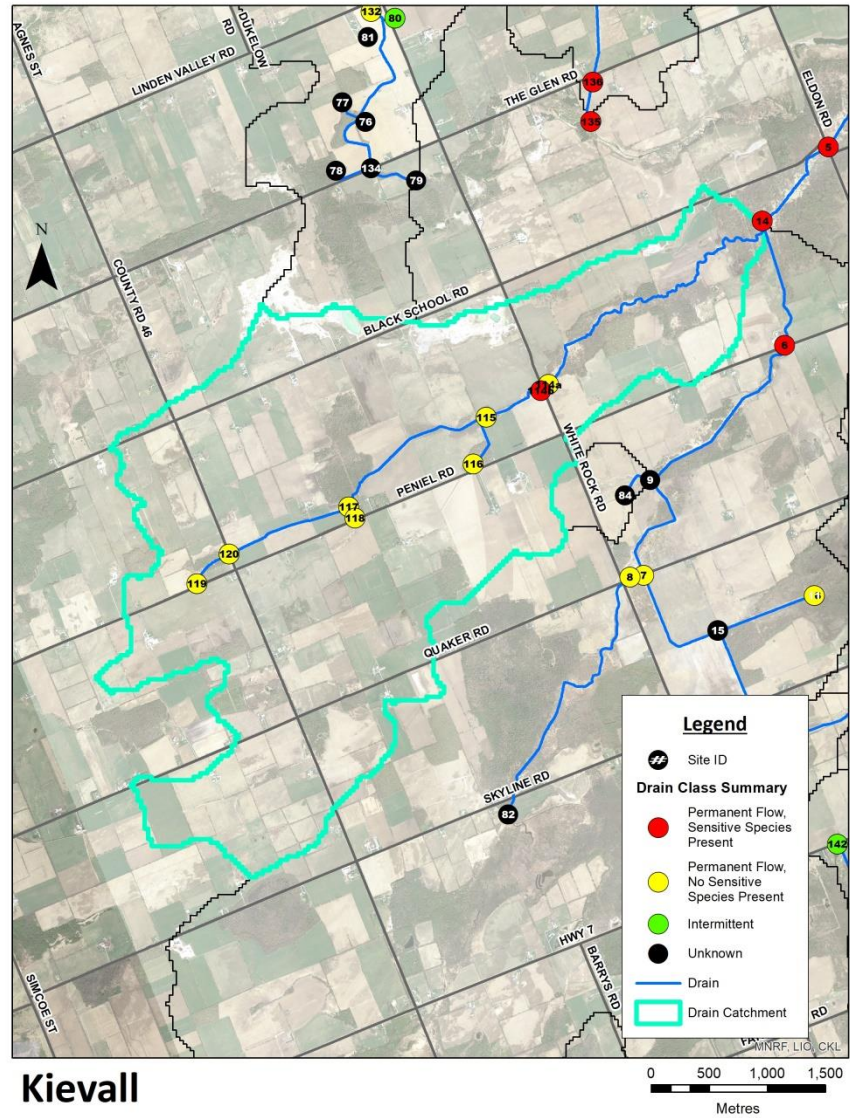 AGNES ST
LINDEN VALLEY RD
DUKELOW
RD
132
80
81
77
76
78
134
79
THE GLEN RD
136
135
ELDON RD
5
14
N
COUNTY RD 46
BLACK SCHOOL RD
6
115
116
PENIEL RD
WHITE ROCK RD
9
84
117
118
120
119
8
7
15
QUAKER RD
SKYLINE RD
82
142
HWY 7
BARRYS RD
SIMCOE ST
RD
Legend
##
Site ID
Drain Class Summary
Permanent Flow,
Sensitive Species
Present
Permanent Flow,
No Sensitive
Species Present
Intermittent
Unknown
Drain
Drain Catchment
MNRF, LIO, CKL
Kievall
0 500 1,000 1,500
Metres